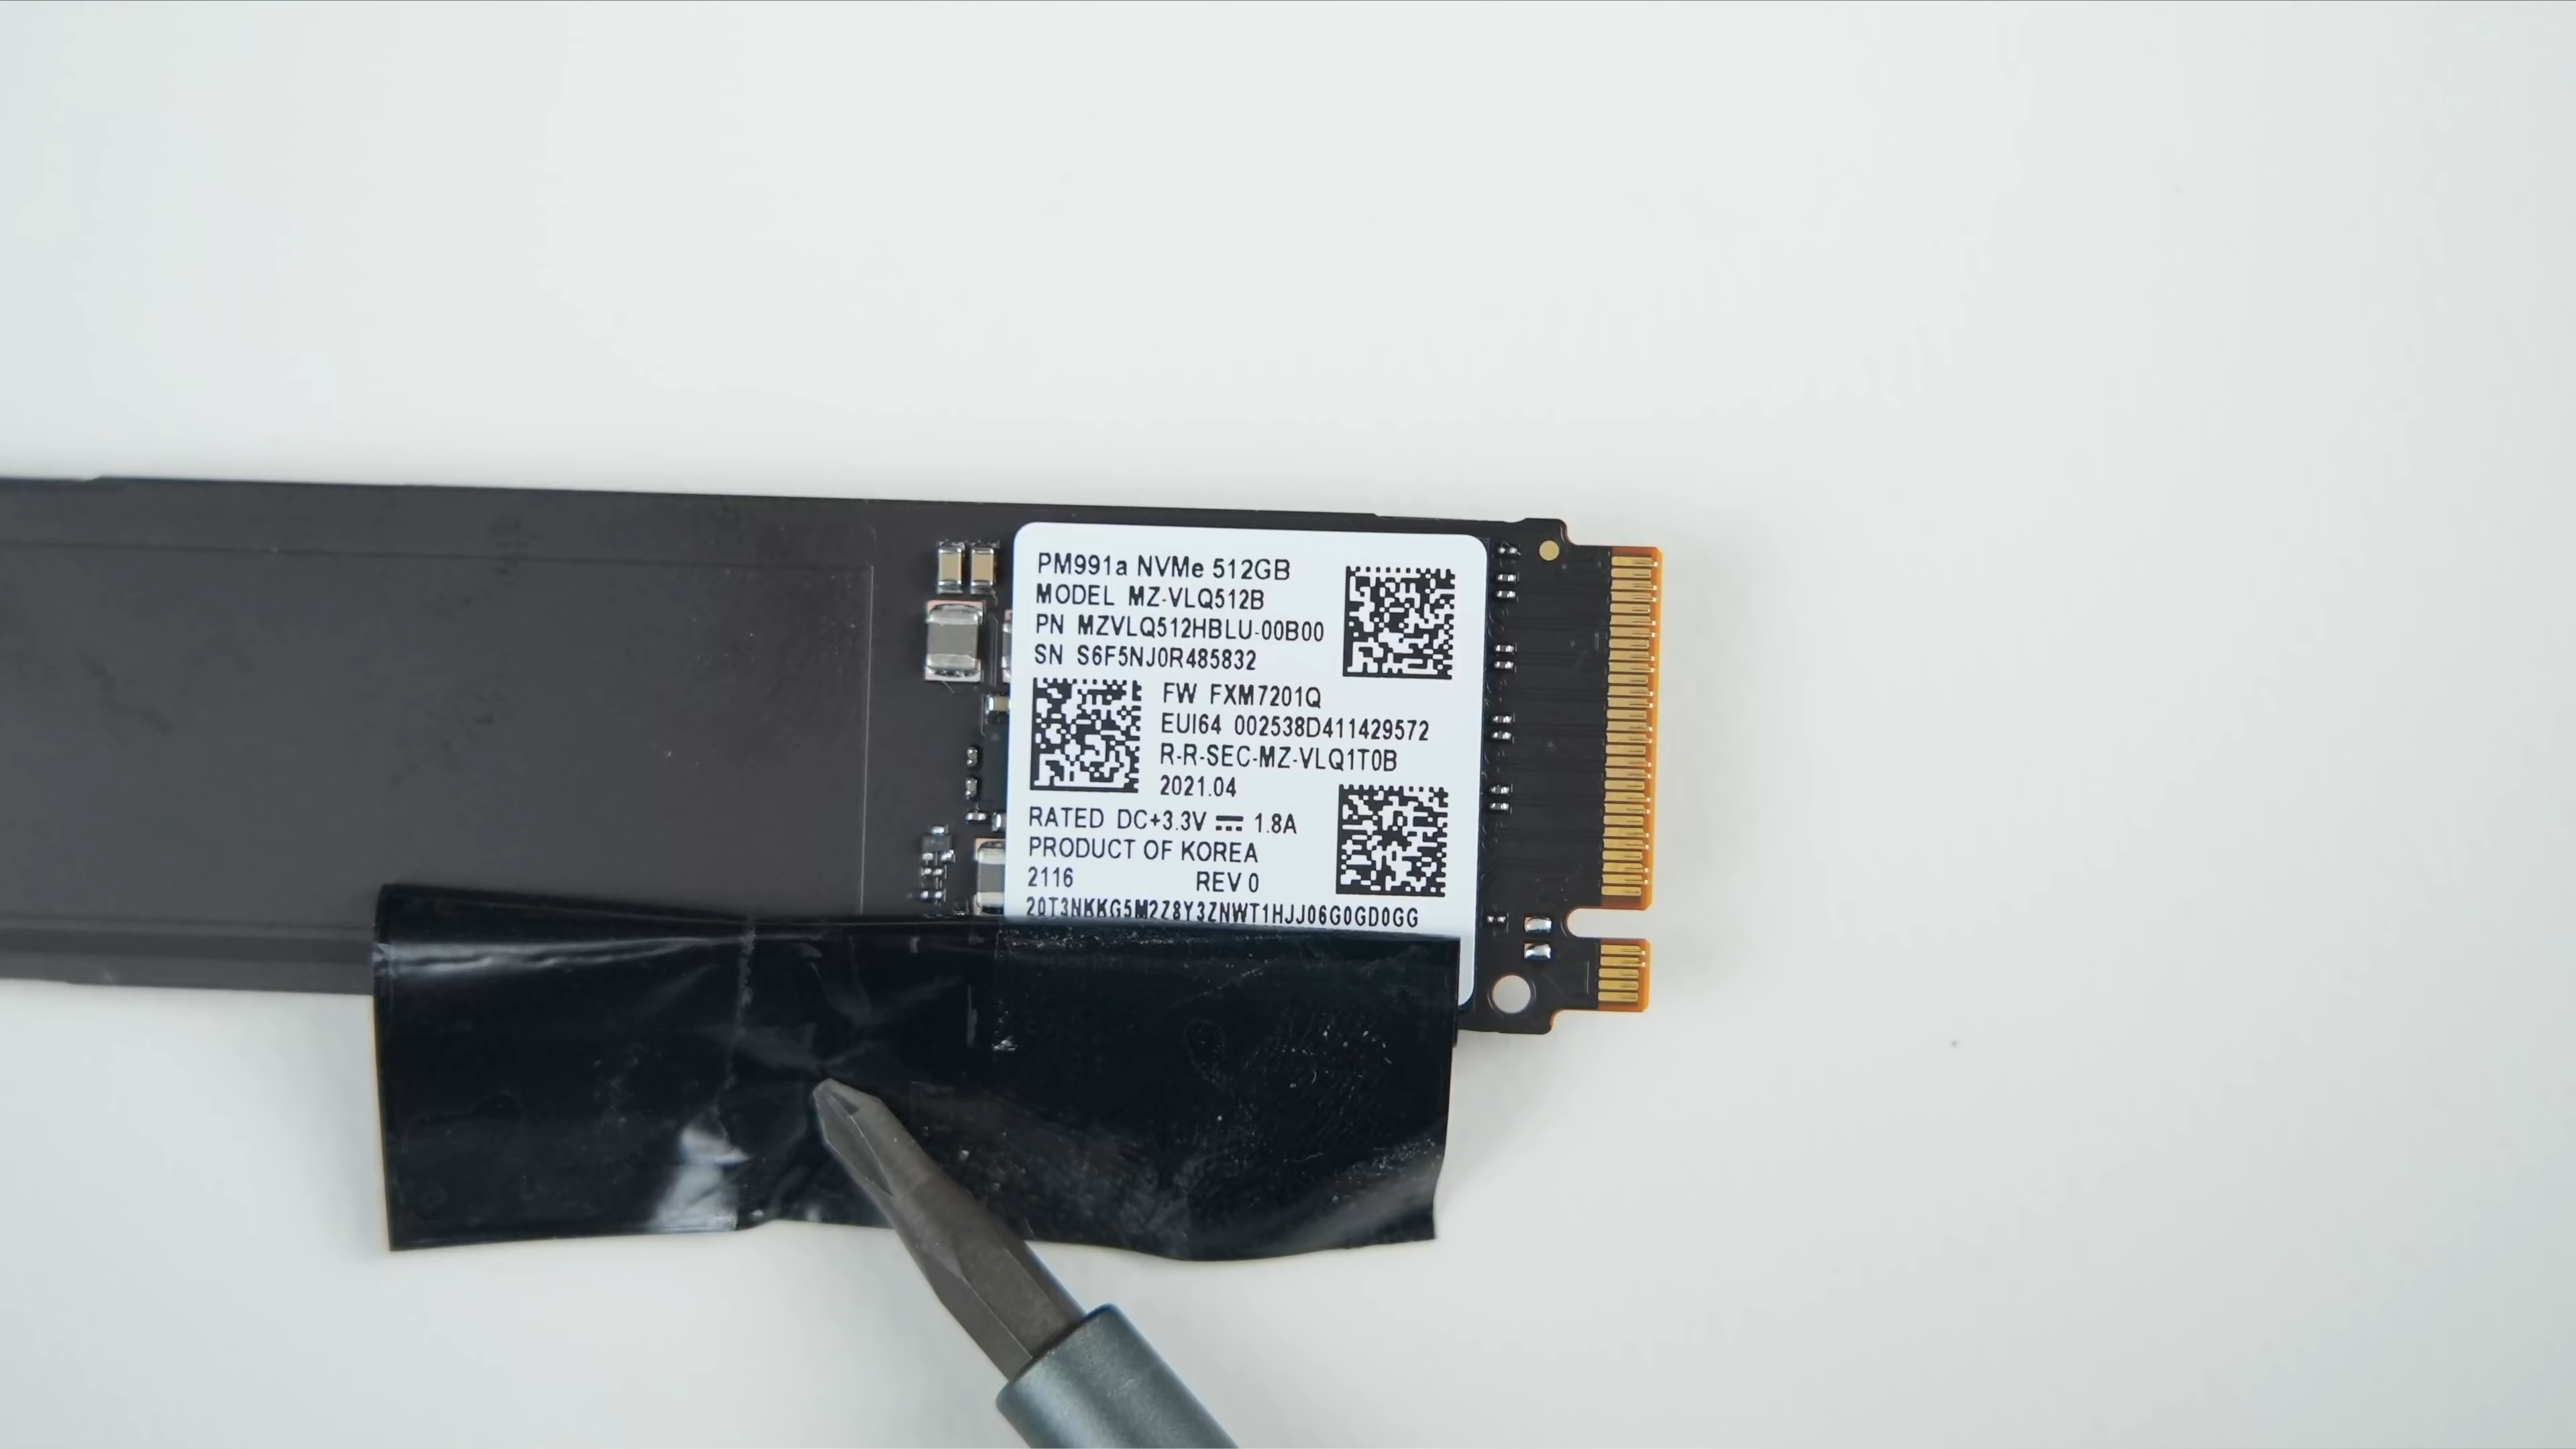 PM991a NVMe 512GB
MODEL MZ-VLQ512B
PN MZVLQ512HBLU-00B00
SN S6F5NJ0R485832
FW FXM7201Q
EUI64 002538D411429572
R-R-SEC-MZ-VLQ1T0B
2021.04
RATED DC+3.3V ⎓ 1.8A
PRODUCT OF KOREA
2116 REV 0
20T3NKKG5M2Z8Y3ZNWT1HJJ06G0GD0GG